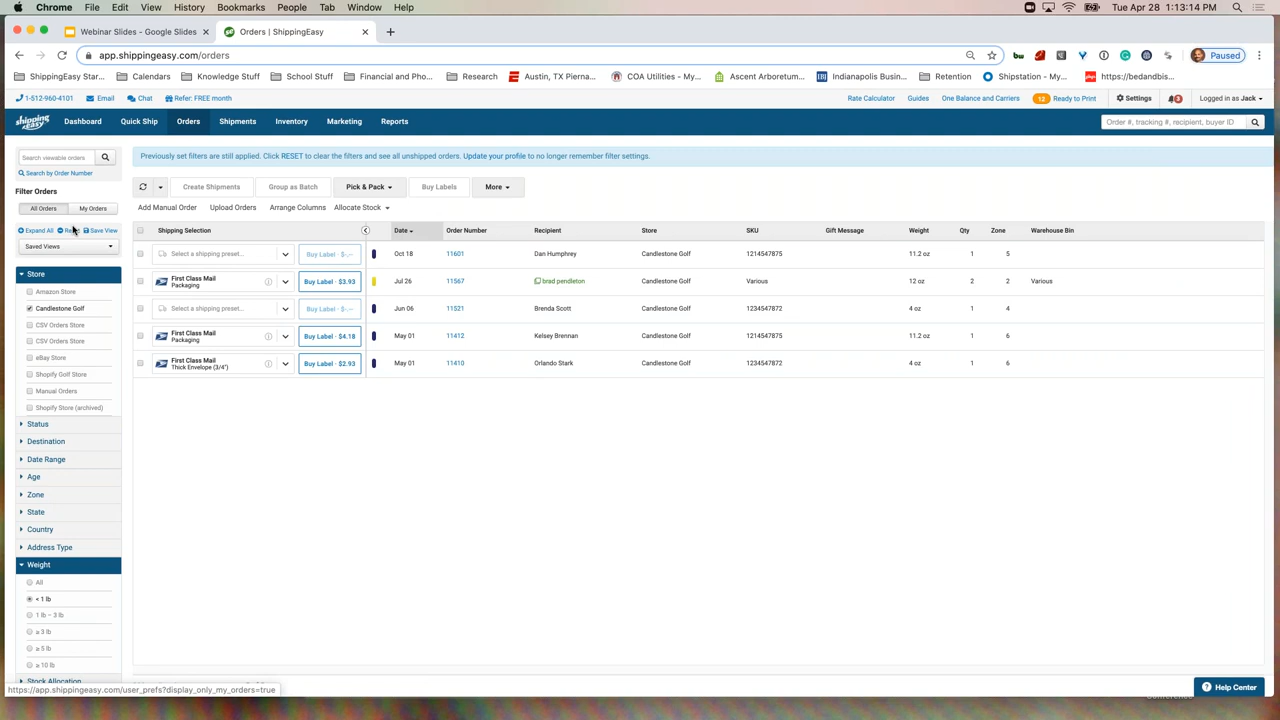 Chrome File Edit View History Bookmarks People Tab Window Help Tue Apr 28 1:13:14 PM
Webinar Slides - Google Slides Orders | ShippingEasy
app.shippingeasy.com/orders Paused
ShippingEasy Star... Calendars Knowledge Stuff School Stuff Financial and Pho... Research Austin, TX Pierna... COA Utilities - My... Ascent Arboretum... Indianapolis Busin... Retention Shipstation - My... https://bedandbis...
1-512-960-4101 Email Chat Refer: FREE month Rate Calculator Guides One Balance and Carriers 12 Ready to Print Settings 3 Logged in as Jack
shipping easy Dashboard Quick Ship Orders Shipments Inventory Marketing Reports Order #, tracking #, recipient, buyer ID
Search viewable orders
Previously set filters are still applied. Click RESET to clear the filters and see all unshipped orders. Update your profile to no longer remember filter settings.
Search by Order Number
Filter Orders
Create Shipments Group as Batch Pick & Pack Buy Labels More
All Orders My Orders
Add Manual Order Upload Orders Arrange Columns Allocate Stock
Expand All Save View
Saved Views
Shipping Selection Date Order Number Recipient Store SKU Gift Message Weight Qty Zone Warehouse Bin
Select a shipping preset... Buy Label - $-.-- Oct 18 11601 Dan Humphrey Candlestone Golf 1214547875 11.2 oz 1 5
First Class Mail
Packaging Buy Label - $3.93 Jul 26 11567 brad pendleton Candlestone Golf Various 12 oz 2 2 Various
Select a shipping preset... Buy Label - $-.-- Jun 06 11521 Brenda Scott Candlestone Golf 1234547872 4 oz 1 4
First Class Mail
Packaging Buy Label - $4.18 May 01 11412 Kelsey Brennan Candlestone Golf 1214547875 11.2 oz 1 6
First Class Mail
Thick Envelope (3/4") Buy Label - $2.93 May 01 11410 Orlando Stark Candlestone Golf 1234547872 4 oz 1 6
Store
Amazon Store
Candlestone Golf
CSV Orders Store
CSV Orders Store
eBay Store
Shopify Golf Store
Manual Orders
Shopify Store (archived)
Status
Destination
Date Range
Age
Zone
State
Country
Address Type
Weight
All
< 1 lb
1 lb – 3 lb
≥ 3 lb
≥ 5 lb
≥ 10 lb
Stock Allocation
https://app.shippingeasy.com/user_prefs?display_only_my_orders=true
Help Center